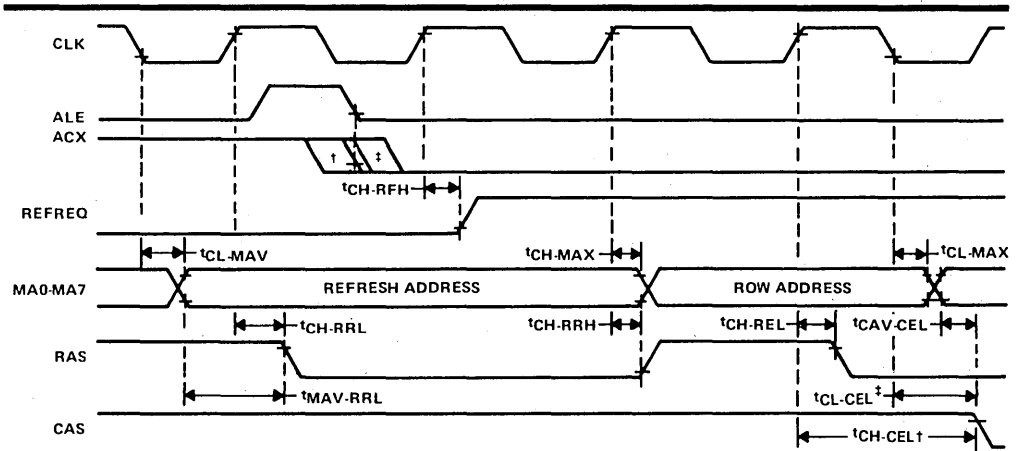 CLK
ALE
ACX
† ‡
tCH-RFH
REFREQ
tCL-MAV tCH-MAX tCL-MAX
MA0-MA7 REFRESH ADDRESS ROW ADDRESS
tCH-RRL tCH-RRH tCH-REL tCAV-CEL
RAS
tMAV-RRL tCL-CEL‡
CAS tCH-CEL†